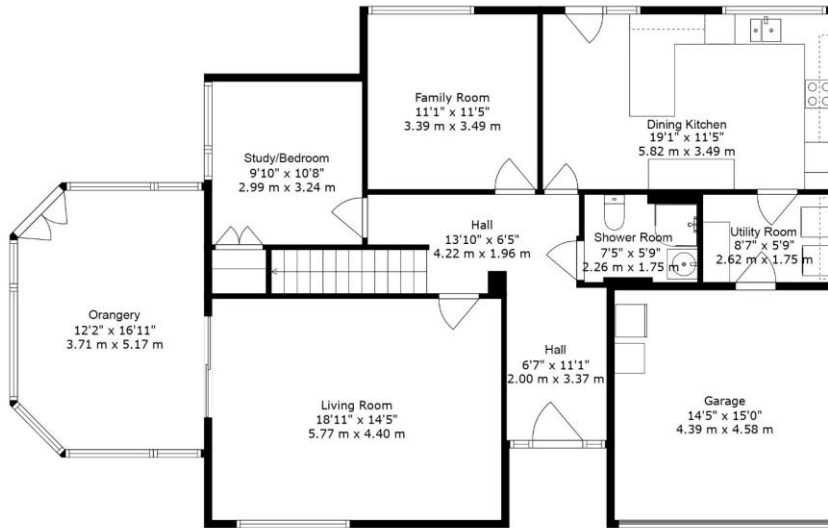 Family Room
11'1" x 11'5"
3.39 m x 3.49 m
Dining Kitchen
19'1" x 11'5"
5.82 m x 3.49 m
Study/Bedroom
9'10" x 10'8"
2.99 m x 3.24 m
Hall
13'10" x 6'5"
4.22 m x 1.96 m
Shower Room
7'5" x 5'9"
2.26 m x 1.75 m
Utility Room
8'7" x 5'9"
2.62 m x 1.75 m
Orangery
12'2" x 16'11"
3.71 m x 5.17 m
Hall
6'7" x 11'1"
2.00 m x 3.37 m
Living Room
18'11" x 14'5"
5.77 m x 4.40 m
Garage
14'5" x 15'0"
4.39 m x 4.58 m